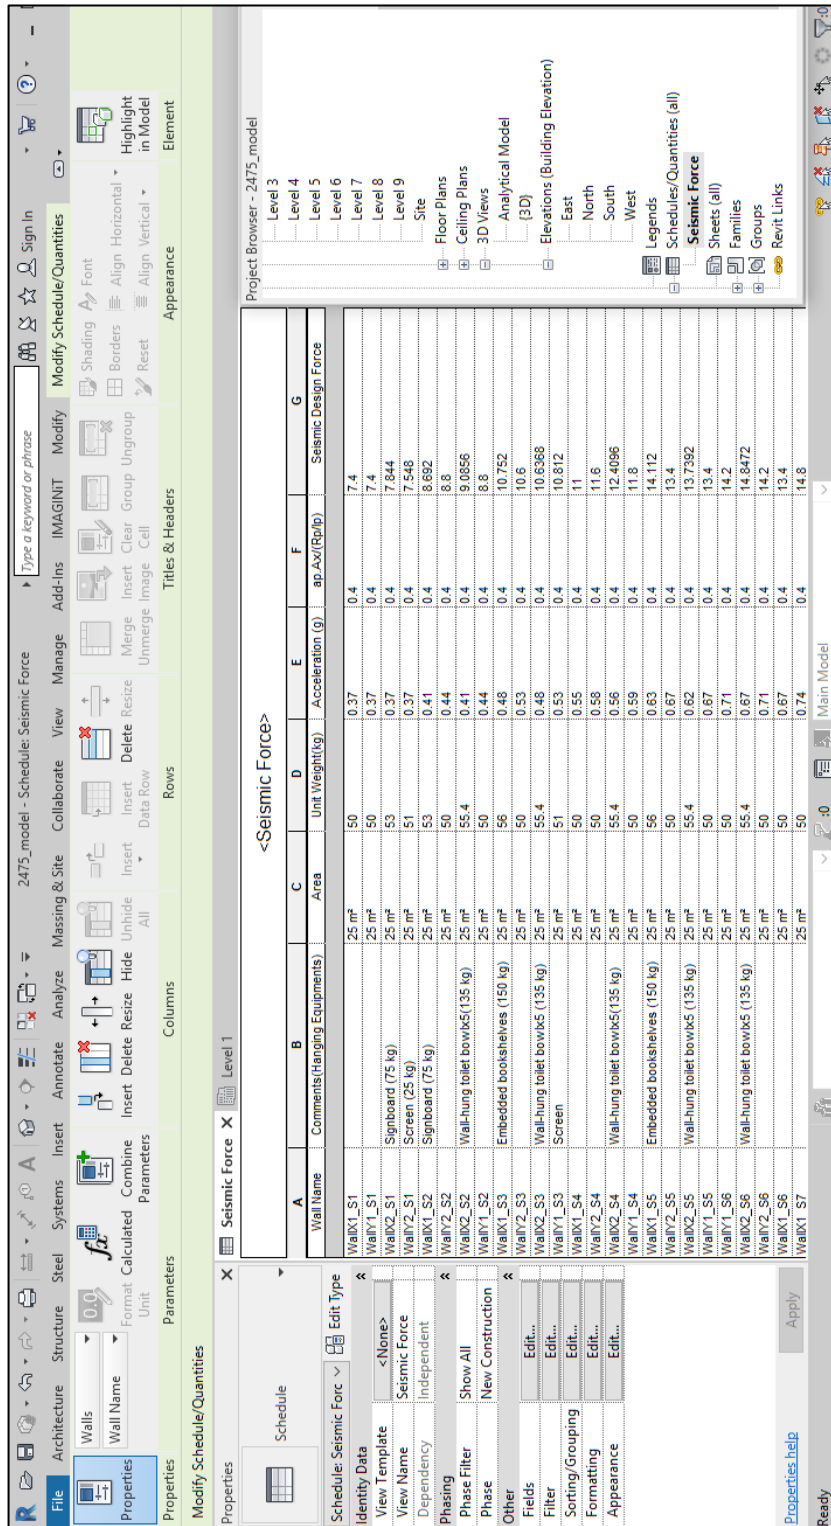 2475_model - Schedule: Seismic Force
Type a keyword or phrase
Sign In
File Architecture Structure Steel Systems Insert Annotate Analyze Massing & Site Collaborate View Manage Add-Ins IMAGINiT Modify Modify Schedule/Quantities
Properties
Walls
Wall Name
Format Unit
Calculated
Combine Parameters
Insert Delete Resize Hide Unhide All
Insert
Insert Data Row
Delete Resize
Merge Unmerge
Insert Image
Clear Cell
Group Ungroup
Shading
Borders
Reset
Font
Align Horizontal
Align Vertical
Highlight in Model
Properties Parameters Columns Rows Titles & Headers Appearance Element
Modify Schedule/Quantities
Properties
Schedule
Schedule: Seismic Forc Edit Type
Identity Data
View Template <None>
View Name Seismic Force
Dependency Independent
Phasing
Phase Filter Show All
Phase New Construction
Other
Fields Edit...
Filter Edit...
Sorting/Grouping Edit...
Formatting Edit...
Appearance Edit...
Properties help
Apply
Seismic Force
Level 1
<Seismic Force>
A B C D E F G
Wall Name Comments(Hanging Equipments) Area Unit Weight(kg) Acceleration (g) ap.Ax/(Rp/Ip) Seismic Design Force
WallX1_S1 25 m² 50 0.37 0.4 7.4
WallY1_S1 25 m² 50 0.37 0.4 7.4
WallX2_S1 Signboard (75 kg) 25 m² 53 0.37 0.4 7.844
WallY2_S1 Screen (25 kg) 25 m² 51 0.37 0.4 7.548
WallX1_S2 Signboard (75 kg) 25 m² 53 0.41 0.4 8.692
WallY2_S2 25 m² 50 0.44 0.4 8.8
WallX2_S2 Wall-hung toilet bowlx5(135 kg) 25 m² 55.4 0.41 0.4 9.0856
WallY1_S2 25 m² 50 0.44 0.4 8.8
WallX1_S3 Embedded bookshelves (150 kg) 25 m² 56 0.48 0.4 10.752
WallY2_S3 25 m² 50 0.53 0.4 10.6
WallX2_S3 Wall-hung toilet bowlx5 (135 kg) 25 m² 55.4 0.48 0.4 10.6368
WallY1_S3 Screen 25 m² 51 0.53 0.4 10.812
WallX1_S4 25 m² 50 0.55 0.4 11
WallY2_S4 25 m² 50 0.58 0.4 11.6
WallX2_S4 Wall-hung toilet bowlx5(135 kg) 25 m² 55.4 0.56 0.4 12.4096
WallY1_S4 25 m² 50 0.59 0.4 11.8
WallX1_S5 Embedded bookshelves (150 kg) 25 m² 56 0.63 0.4 14.112
WallY2_S5 25 m² 50 0.67 0.4 13.4
WallX2_S5 Wall-hung toilet bowlx5 (135 kg) 25 m² 55.4 0.62 0.4 13.7392
WallY1_S5 25 m² 50 0.67 0.4 13.4
WallY1_S6 25 m² 50 0.71 0.4 14.2
WallX2_S6 Wall-hung toilet bowlx5 (135 kg) 25 m² 55.4 0.67 0.4 14.8472
WallY2_S6 25 m² 50 0.71 0.4 14.2
WallX1_S6 25 m² 50 0.67 0.4 13.4
WallX1_S7 25 m² 50 0.74 0.4 14.8
Project Browser - 2475_model
Level 3
Level 4
Level 5
Level 6
Level 7
Level 8
Level 9
Site
Floor Plans
Ceiling Plans
3D Views
Analytical Model
{3D}
Elevations (Building Elevation)
East
North
South
West
Legends
Schedules/Quantities (all)
Seismic Force
Sheets (all)
Families
Groups
Revit Links
Ready
:0
Main Model
:0